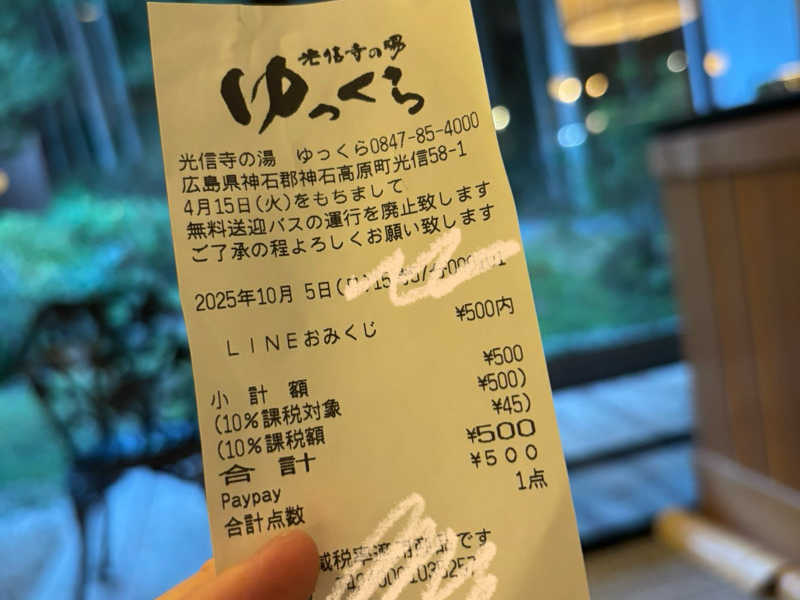 光信寺の湯
ゆっくら
光信寺の湯 ゆっくら0847-85-4000
広島県神石郡神石高原町光信58-1
4月15日(火)をもちまして
無料送迎バスの運行を廃止致します
ご了承の程よろしくお願い致します
2025年10月 5日(
LINEおみくじ ¥500内
小 計 額 ¥500
(10%課税対象 ¥500)
(10%課税額 ¥45)
合 計 ¥500
Paypay ¥500
合計点数 1点
です